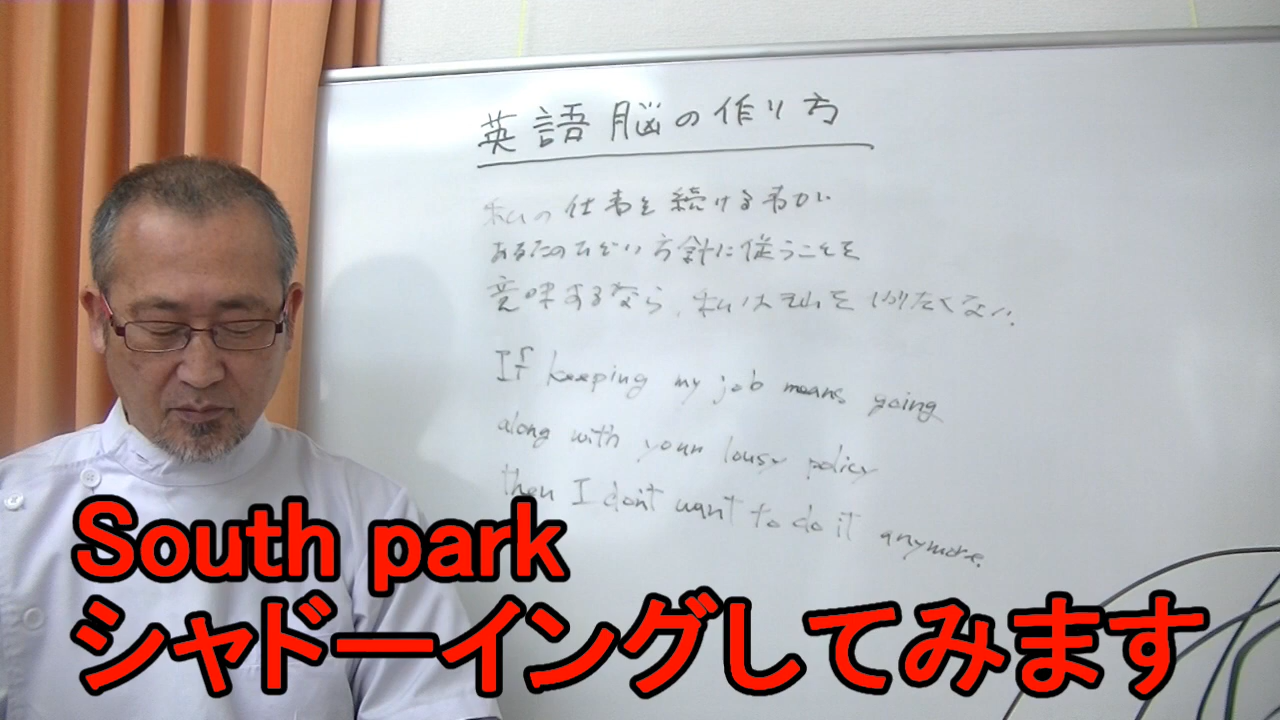 英語脳の作り方
私の仕事を続ける事が
あなたのひどい方針に従うことを
意味するなら、私はそれをやりたくない.
If keeping my job means going
along with your lousy policy
then I don't want to do it anymore.
South park
シャドーイングしてみます